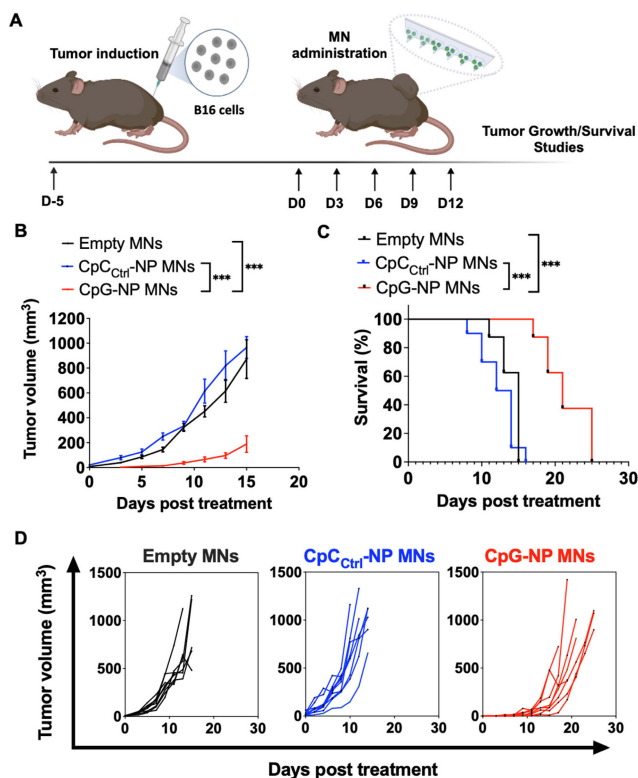 A
Tumor induction
B16 cells
MN
administration
Tumor Growth/Survival
Studies
D-5
D0 D3 D6 D9 D12
B
Empty MNs
CpC_Ctrl-NP MNs
CpG-NP MNs
***
***
Tumor volume (mm³)
1200
1000
800
600
400
200
0
0 5 10 15 20
Days post treatment
C
Empty MNs
CpC_Ctrl-NP MNs
CpG-NP MNs
***
***
Survival (%)
100
80
60
40
20
0
0 10 20 30
Days post treatment
D
Empty MNs
CpC_Ctrl-NP MNs
CpG-NP MNs
Tumor volume (mm³)
1500
1000
500
0
0 10 20 30
1500
1000
500
0
0 10 20 30
1500
1000
500
0
0 10 20 30
Days post treatment